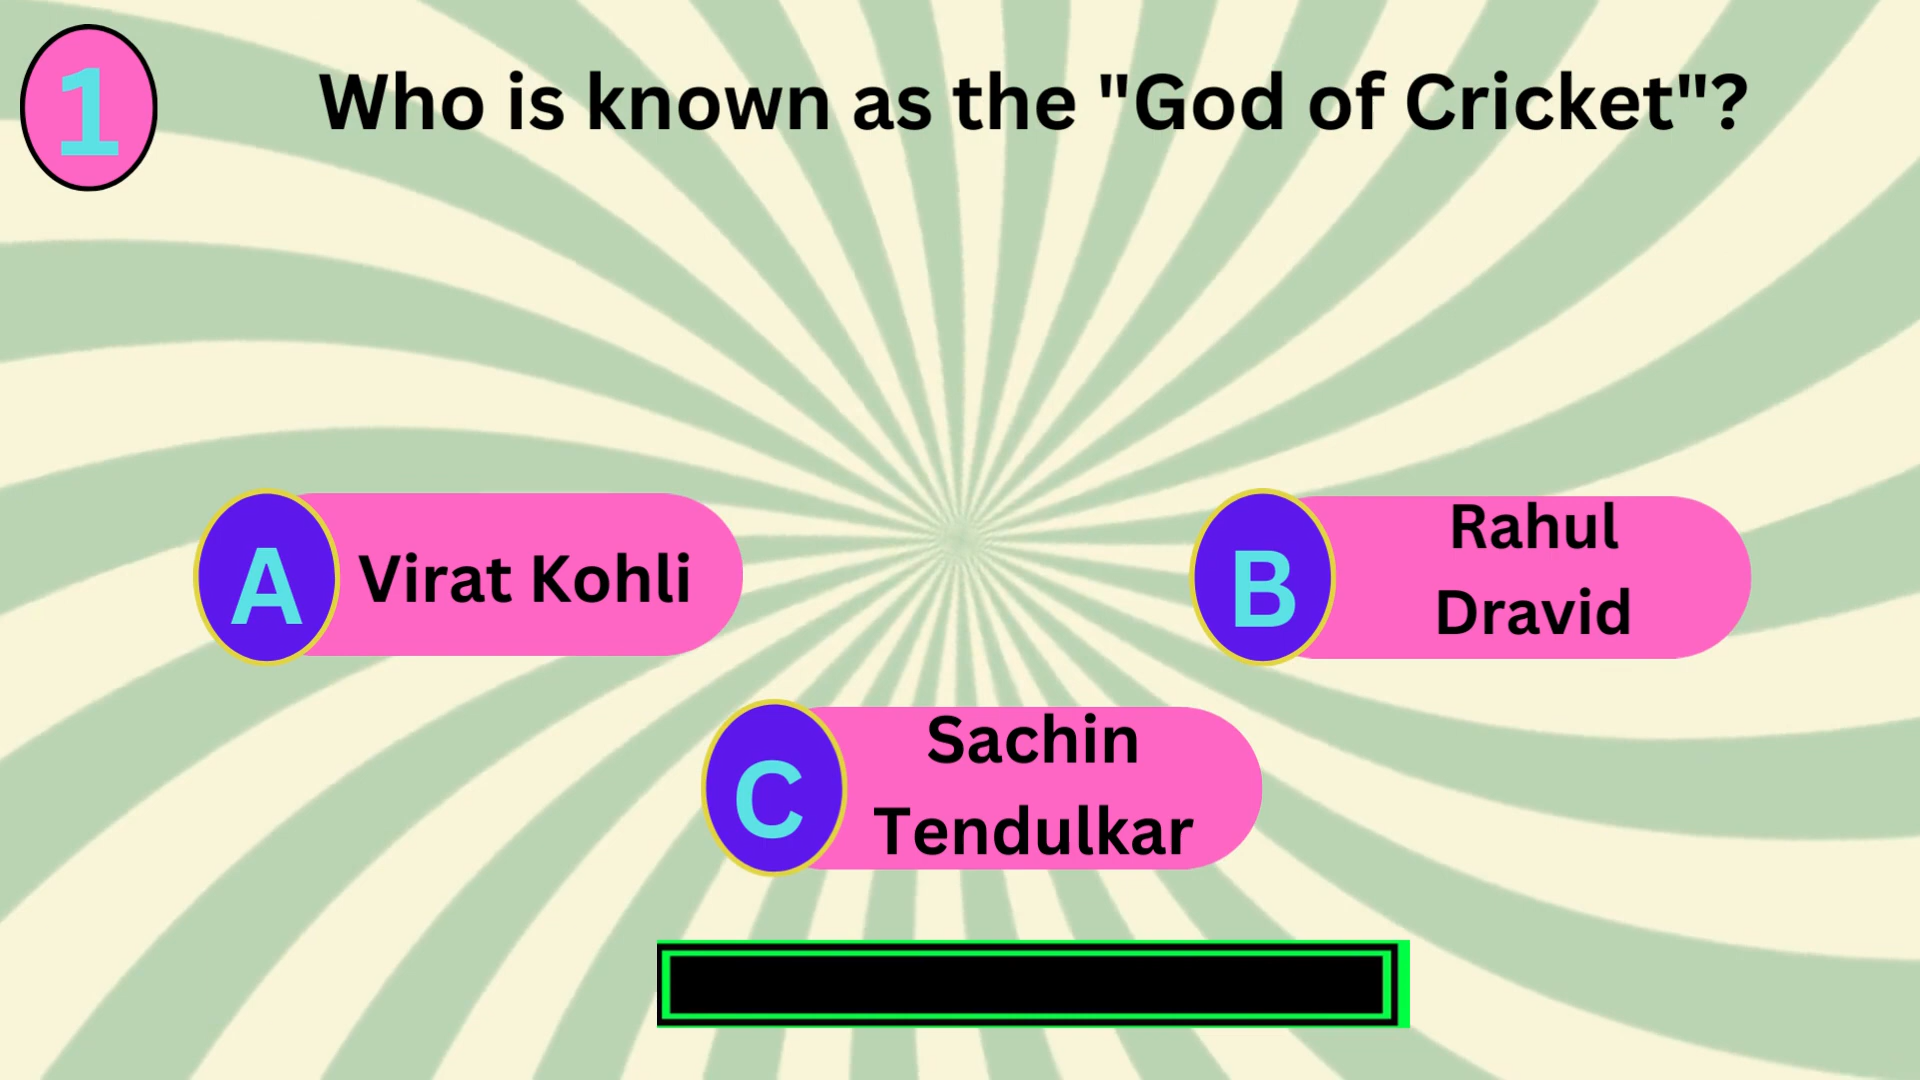 1
Who is known as the "God of Cricket"?
A
Virat Kohli
B
Rahul
Dravid
C
Sachin
Tendulkar